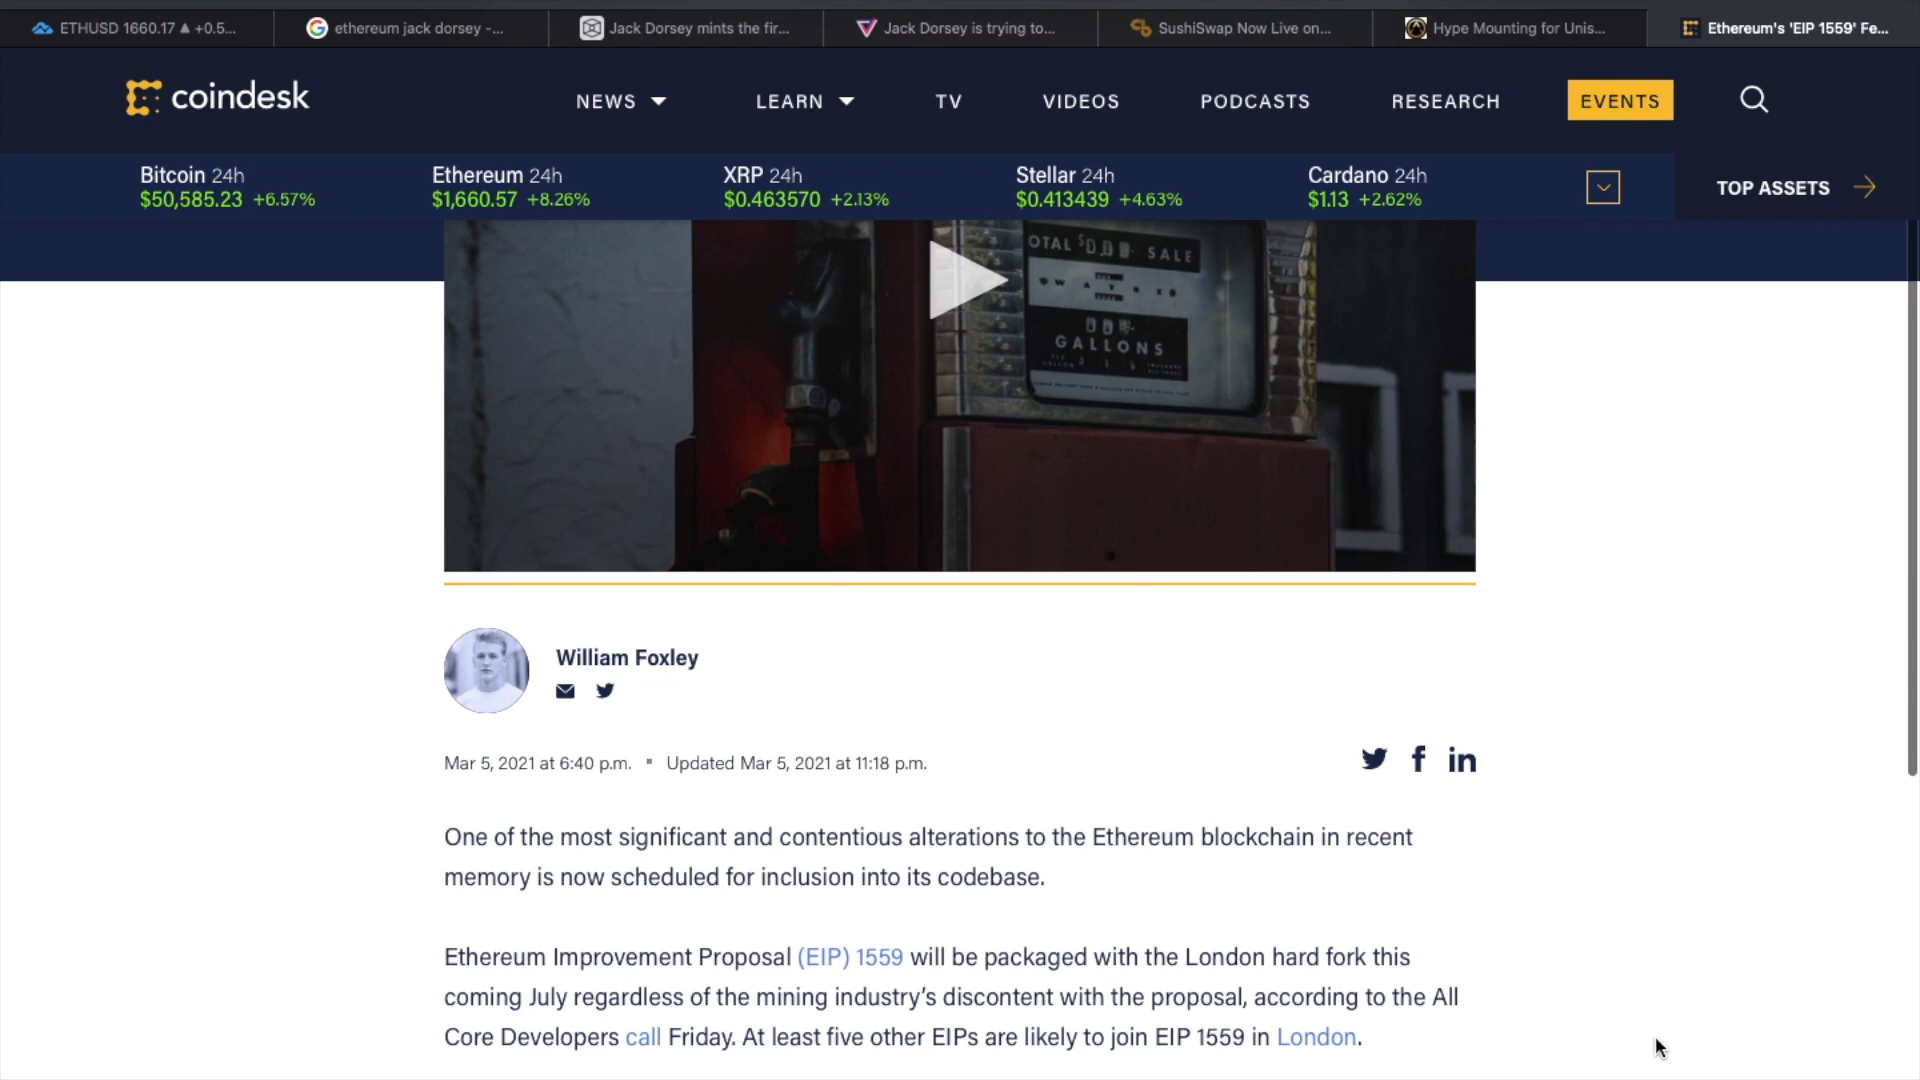 ETHUSD 1660.17 ▲ +0.5...
ethereum jack dorsey -...
Jack Dorsey mints the fir...
Jack Dorsey is trying to...
SushiSwap Now Live on...
Hype Mounting for Unis...
Ethereum's 'EIP 1559' Fe...
coindesk
NEWS
LEARN
TV
VIDEOS
PODCASTS
RESEARCH
EVENTS
Bitcoin 24h
$50,585.23 +6.57%
Ethereum 24h
$1,660.57 +8.26%
XRP 24h
$0.463570 +2.13%
Stellar 24h
$0.413439 +4.63%
Cardano 24h
$1.13 +2.62%
TOP ASSETS
SALE
GALLONS
William Foxley
Mar 5, 2021 at 6:40 p.m. ▪ Updated Mar 5, 2021 at 11:18 p.m.
One of the most significant and contentious alterations to the Ethereum blockchain in recent
memory is now scheduled for inclusion into its codebase.
Ethereum Improvement Proposal (EIP) 1559 will be packaged with the London hard fork this
coming July regardless of the mining industry's discontent with the proposal, according to the All
Core Developers call Friday. At least five other EIPs are likely to join EIP 1559 in London.